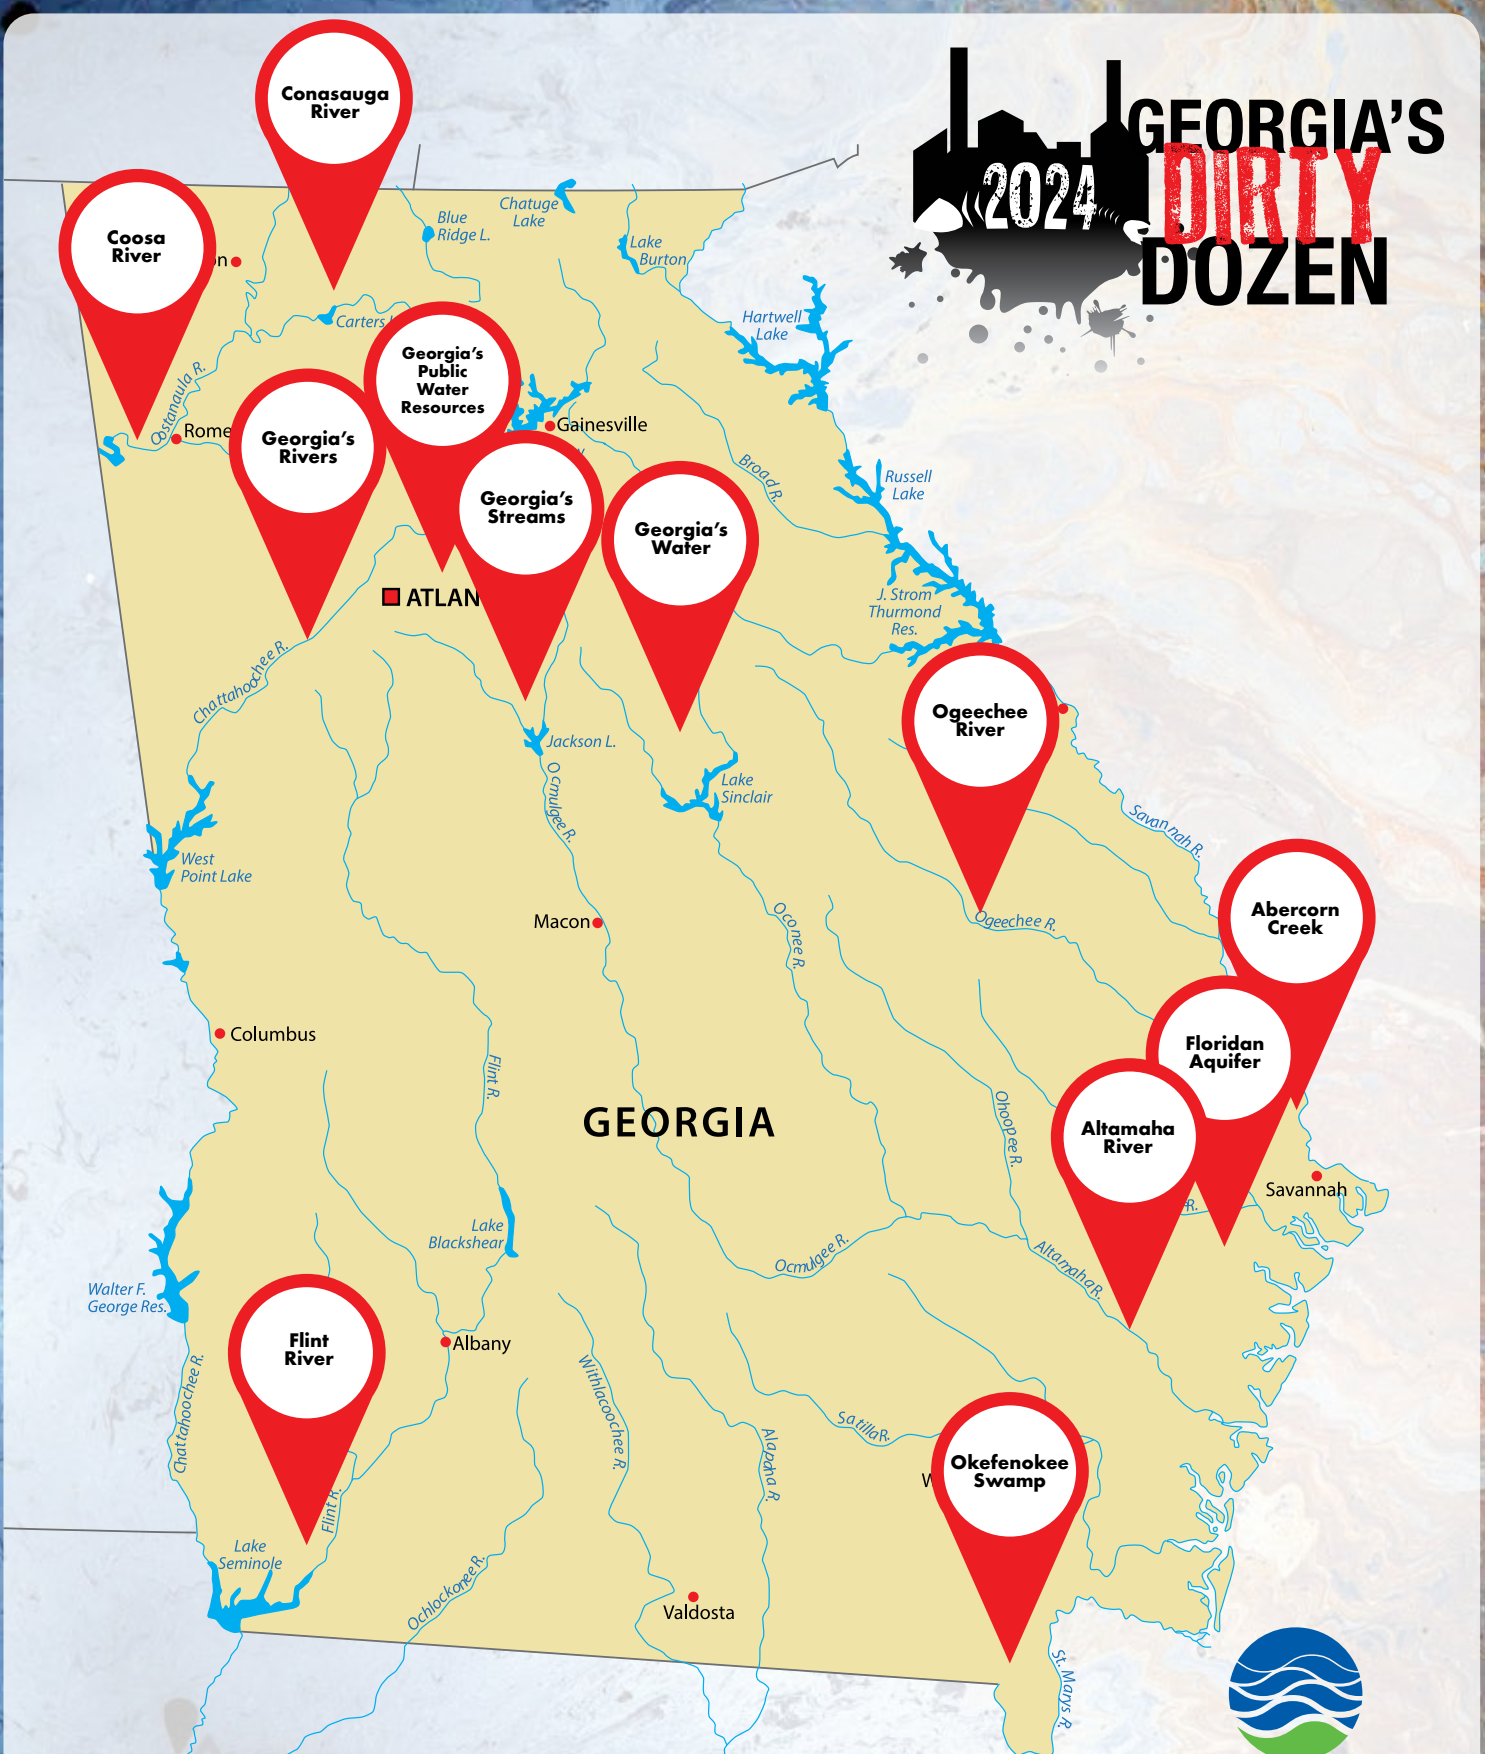 Conasauga
River
GEORGIA'S
2024
DIRTY
DOZEN
Coosa
River
Chatuge
Lake
Blue
Ridge L.
Lake
Burton
Hartwell
Lake
Carters
Oostanaula R.
Rome
Georgia's
Public
Water
Resources
Gainesville
Georgia's
Rivers
Georgia's
Streams
Georgia's
Water
Broad R.
Russell
Lake
ATLAN
J. Strom
Thurmond
Res.
Chattahoochee R.
Ogeechee
River
Jackson L.
Ocmulgee R.
Lake
Sinclair
Savannah R.
West
Point Lake
Macon
Oconee R.
Ogeechee R.
Abercorn
Creek
Columbus
Flint R.
Floridan
Aquifer
GEORGIA
Ohoopee R.
Altamaha
River
Savannah
R.
Lake
Blackshear
Ocmulgee R.
Altamaha R.
Walter F.
George Res.
Flint
River
Albany
Chattahoochee R.
Withlacoochee R.
Satilla R.
Alapaha R.
Okefenokee
Swamp
W
Flint R.
Lake
Seminole
Ochlockonee R.
Valdosta
St. Marys R.